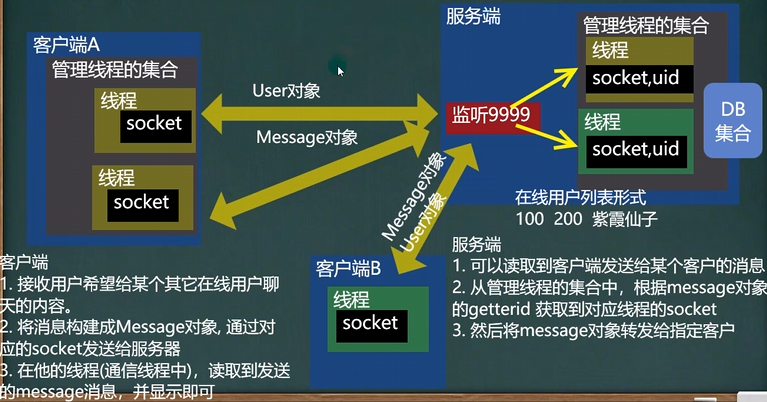 客户端A
管理线程的集合
线程
socket
线程
socket
User对象
Message对象
Message对象
User对象
服务端
监听9999
管理线程的集合
线程
socket,uid
线程
socket,uid
DB
集合
在线用户列表形式
100 200 紫霞仙子
客户端B
线程
socket
客户端
1. 接收用户希望给某个其它在线用户聊
天的内容。
2. 将消息构建成Message对象, 通过对
应的socket发送给服务器
3. 在他的线程(通信线程中)，读取到发送
的message消息，并显示即可
服务端
1. 可以读取到客户端发送给某个客户的消息
2. 从管理线程的集合中，根据message对象
的getterid 获取到对应线程的socket
3. 然后将message对象转发给指定客户